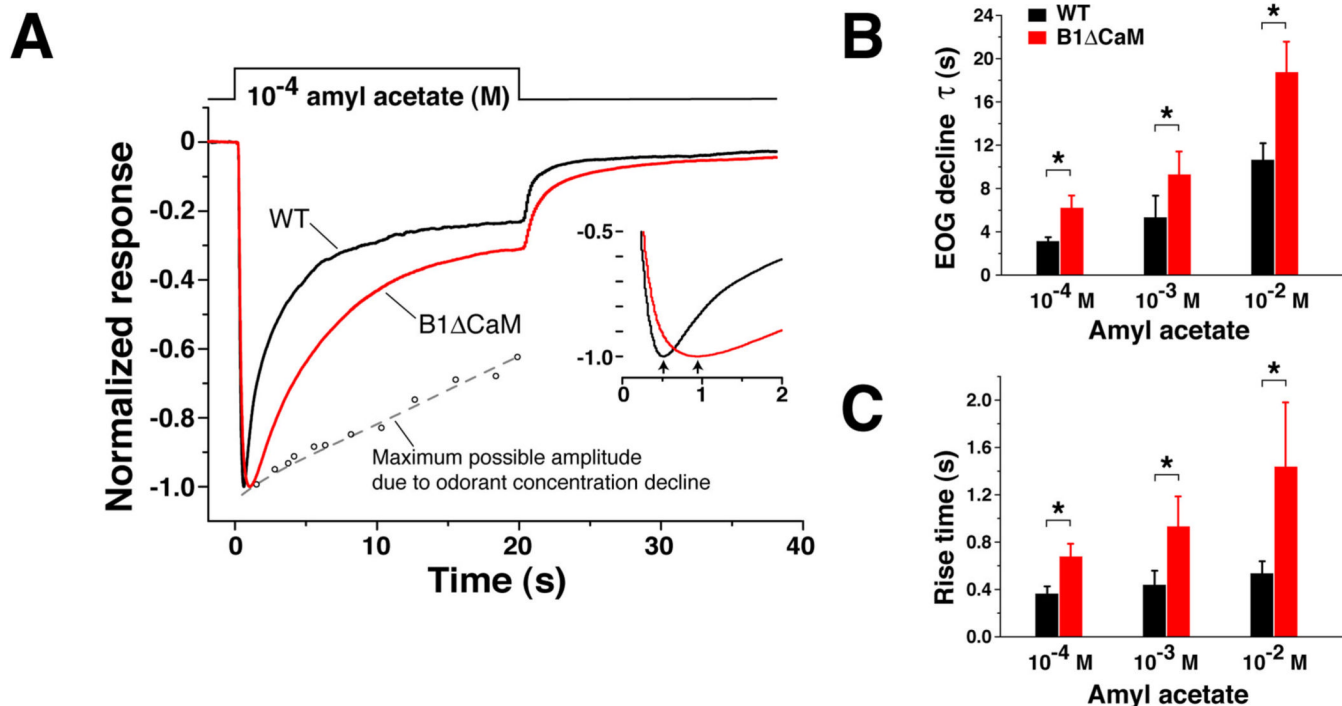 A
10⁻⁴ amyl acetate (M)
Normalized response
0
-0.2
-0.4
-0.6
-0.8
-1.0
WT
B1ΔCaM
Maximum possible amplitude
due to odorant concentration decline
-0.5
-1.0
0 1 2
0 10 20 30 40
Time (s)
B
WT
B1ΔCaM
EOG decline τ (s)
24
20
16
12
8
4
0
* * *
10⁻⁴ M 10⁻³ M 10⁻² M
Amyl acetate
C
Rise time (s)
2.0
1.6
1.2
0.8
0.4
0.0
* * *
10⁻⁴ M 10⁻³ M 10⁻² M
Amyl acetate